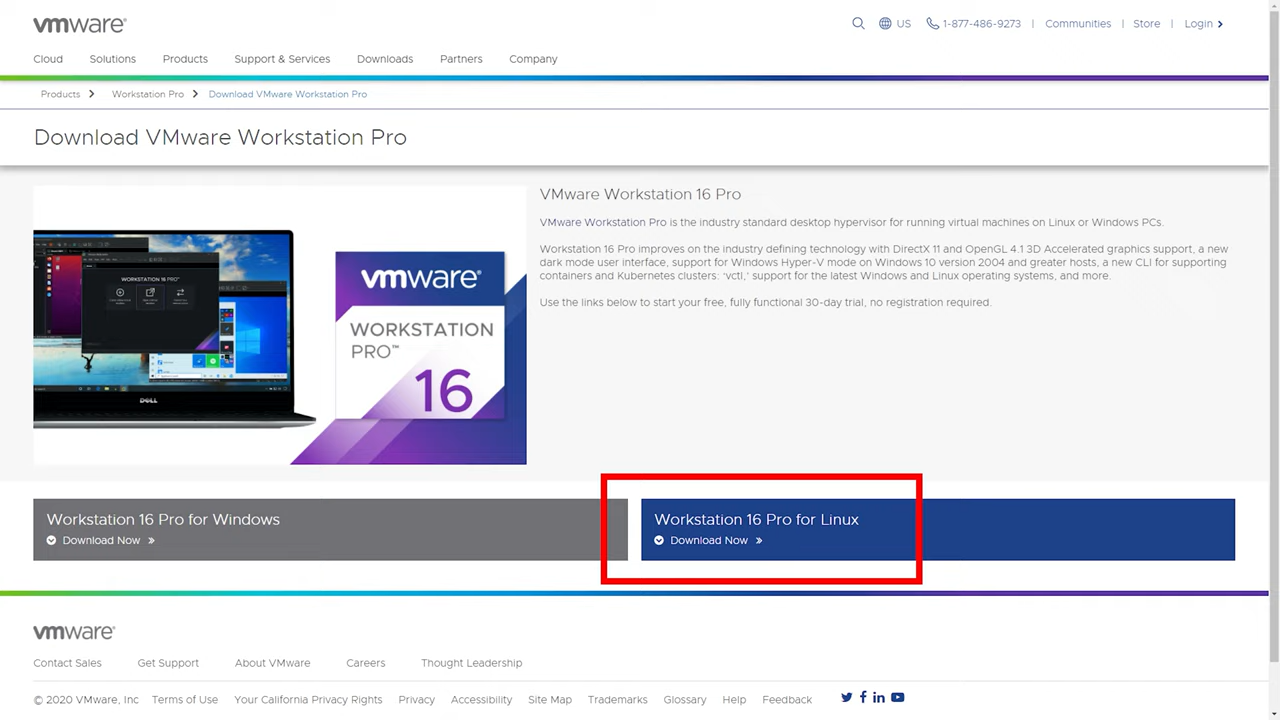 vmware
US
1-877-486-9273
Communities
Store
Login
Cloud
Solutions
Products
Support & Services
Downloads
Partners
Company
Products
Workstation Pro
Download VMware Workstation Pro
Download VMware Workstation Pro
WORKSTATION 16 PRO
DELL
vmware
WORKSTATION
PRO™
16
VMware Workstation 16 Pro
VMware Workstation Pro is the industry standard desktop hypervisor for running virtual machines on Linux or Windows PCs.
Workstation 16 Pro improves on the industry defining technology with DirectX 11 and OpenGL 4.1 3D Accelerated graphics support, a new
dark mode user interface, support for Windows Hyper-V mode on Windows 10 version 2004 and greater hosts, a new CLI for supporting
containers and Kubernetes clusters: ‘vctl,’ support for the latest Windows and Linux operating systems, and more.
Use the links below to start your free, fully functional 30-day trial, no registration required.
Workstation 16 Pro for Windows
Download Now »
Workstation 16 Pro for Linux
Download Now »
vmware
Contact Sales
Get Support
About VMware
Careers
Thought Leadership
© 2020 VMware, Inc
Terms of Use
Your California Privacy Rights
Privacy
Accessibility
Site Map
Trademarks
Glossary
Help
Feedback